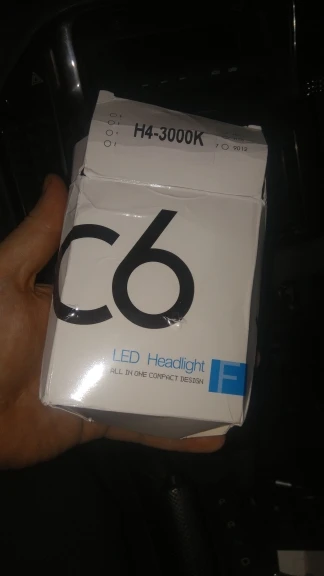 H4-3000K
C6
LED Headlight
ALL IN ONE COMPACT DESIGN
F